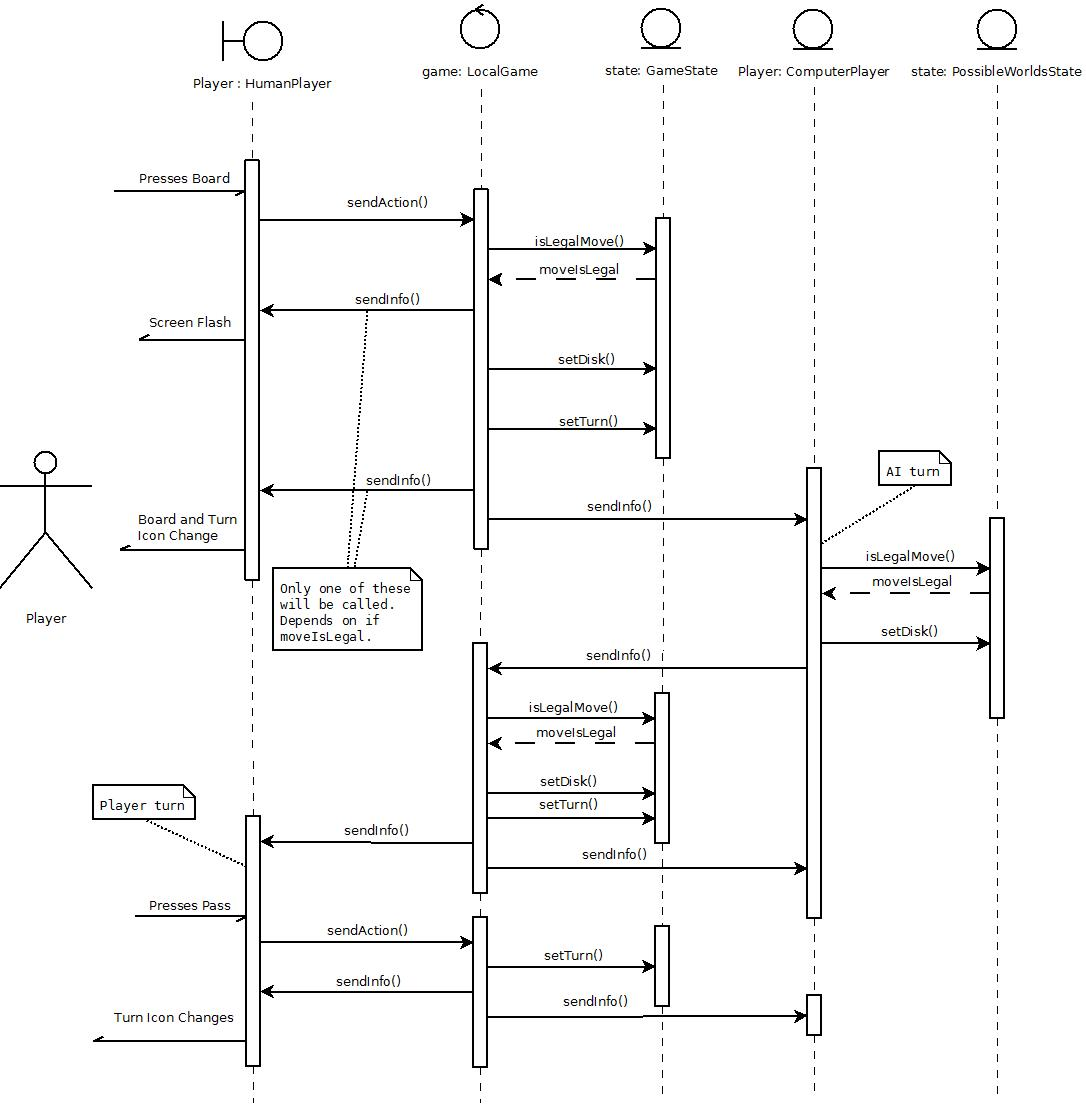 Player : HumanPlayer
game: LocalGame
state: GameState
Player: ComputerPlayer
state: PossibleWorldsState
Presses Board
sendAction()
isLegalMove()
moveIsLegal
sendInfo()
Screen Flash
setDisk()
setTurn()
AI turn
sendInfo()
sendInfo()
Board and Turn
Icon Change
isLegalMove()
moveIsLegal
Only one of these
will be called.
Depends on if
moveIsLegal.
Player
setDisk()
sendInfo()
isLegalMove()
moveIsLegal
setDisk()
setTurn()
Player turn
sendInfo()
sendInfo()
Presses Pass
sendAction()
setTurn()
sendInfo()
sendInfo()
Turn Icon Changes